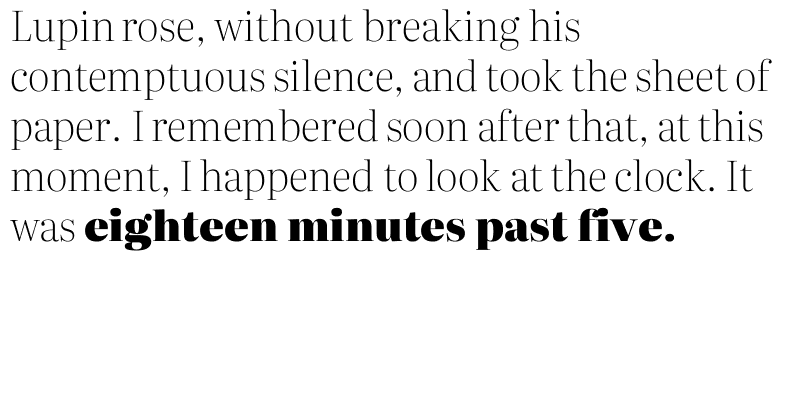 Lupin rose, without breaking his
contemptuous silence, and took the sheet of
paper. I remembered soon after that, at this
moment, I happened to look at the clock. It
was eighteen minutes past five.